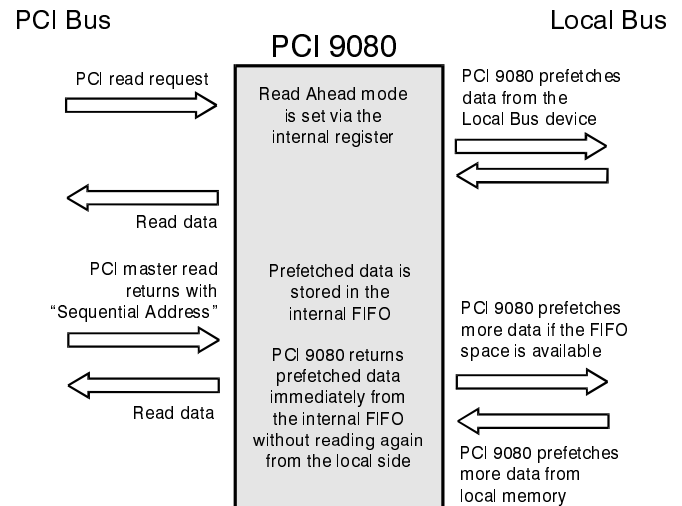 PCI Bus
Local Bus
PCI 9080
PCI read request
Read Ahead mode
is set via the
internal register
PCI 9080 prefetches
data from the
Local Bus device
Read data
PCI master read
returns with
“Sequential Address”
Prefetched data is
stored in the
internal FIFO
PCI 9080 prefetches
more data if the FIFO
space is available
PCI 9080 returns
prefetched data
immediately from
the internal FIFO
without reading again
from the local side
Read data
PCI 9080 prefetches
more data from
local memory